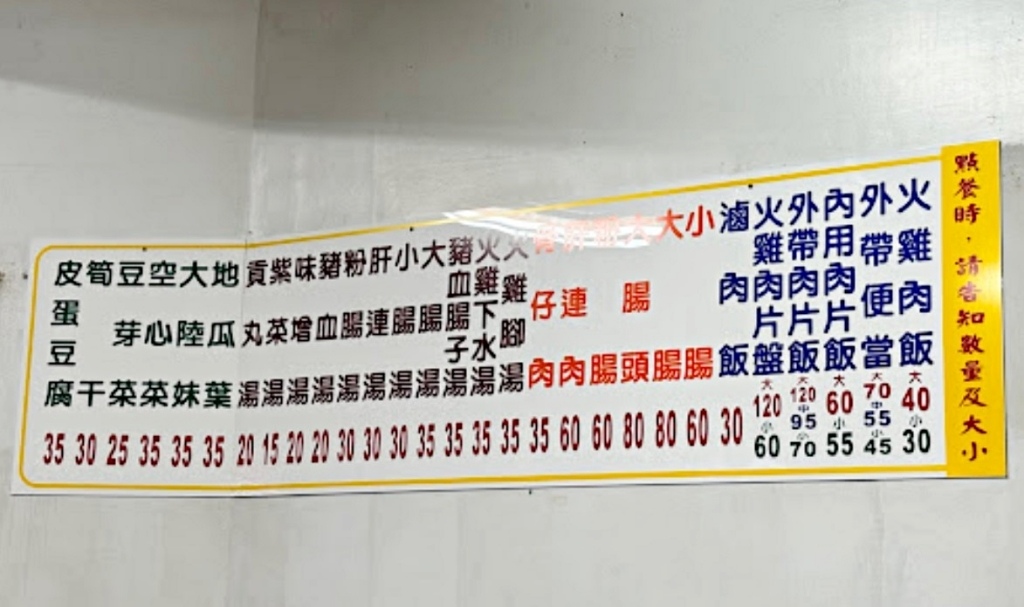 點餐時，請告知數量及大小
火雞肉飯 大40 小30
外帶便當 大70 中55 小45
內用肉片飯 大60 小55
外帶肉片飯 大120 中95 小70
火雞肉片盤 大120 小60
滷肉飯 30
小腸 60
大腸 80
大腸頭 80
粉腸 60
肝連肉 60
仔肉 35
火雞腳湯 35
火雞下水湯 35
豬血腸子湯 35
大腸湯 35
小腸湯 30
肝連湯 30
粉腸湯 30
豬血湯 20
味增湯 20
紫菜湯 15
貢丸湯 20
地瓜葉 35
大陸妹 35
空心菜 35
豆芽菜 25
筍干 30
皮蛋豆腐 35